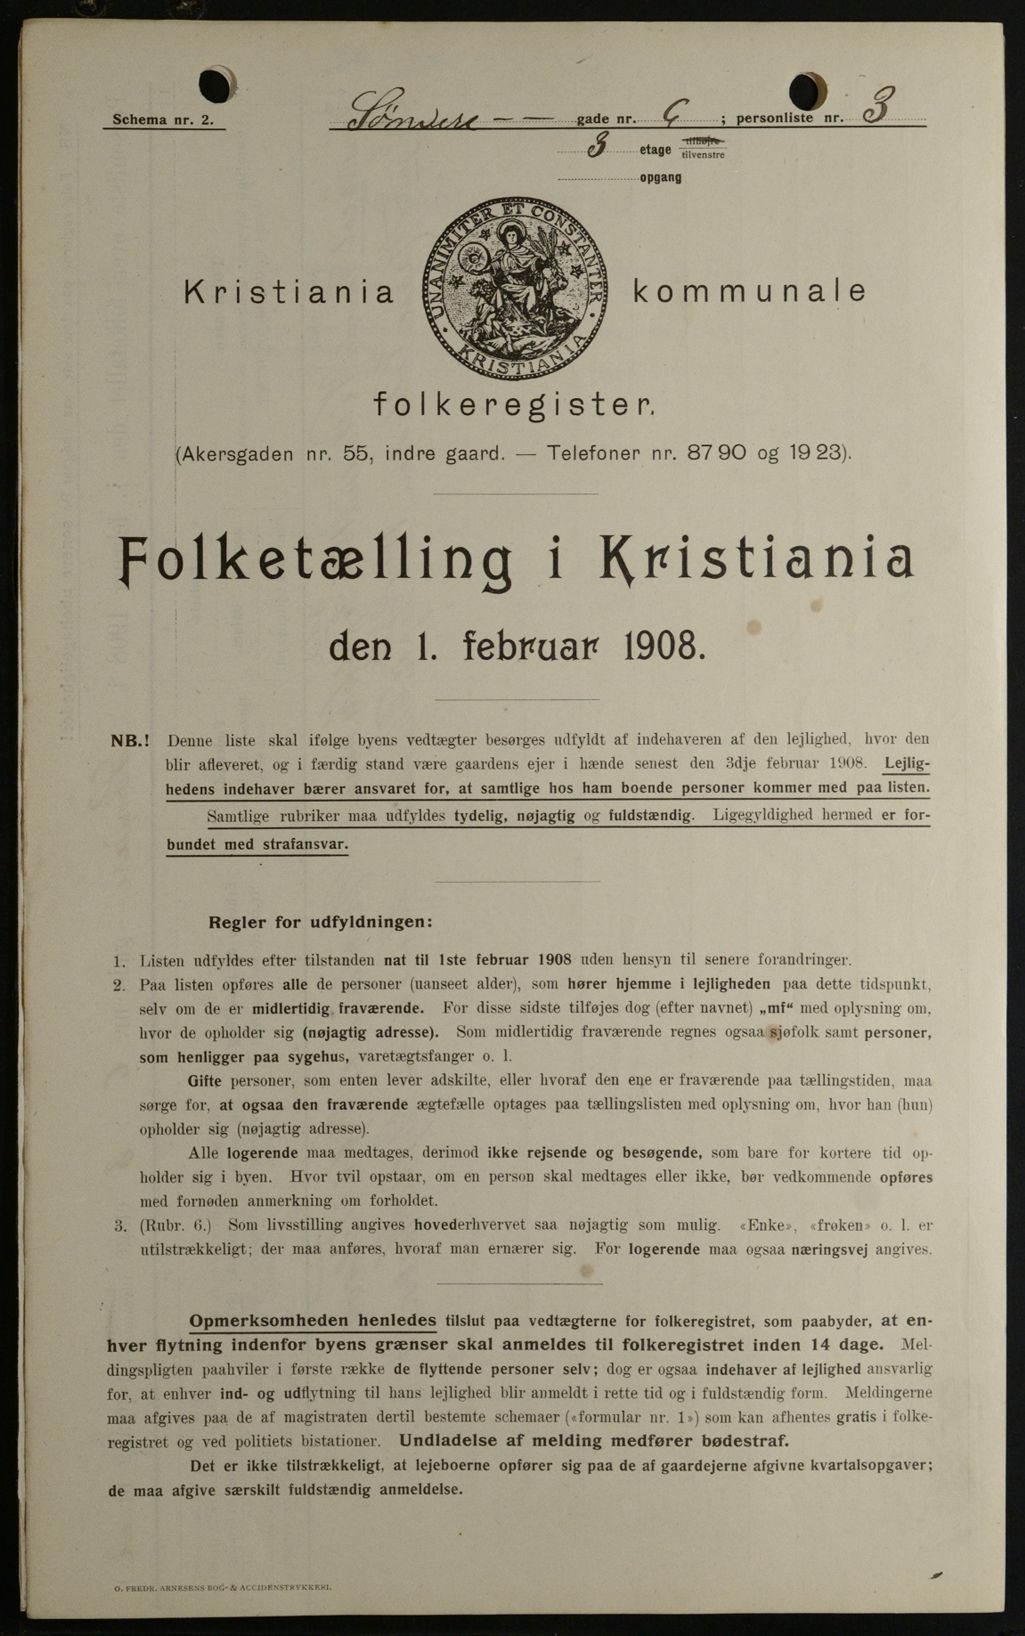 Schema nr. 2.
Søndre - - gade nr. 6 ; personliste nr. 3
3 etage tilhøjre tilvenstre
opgang
UNANIMITER ET CONSTANTER · KRISTIANIA ·
Kristiania kommunale
folkeregister.
(Akersgaden nr. 55, indre gaard. — Telefoner nr. 87 90 og 19 23).
Folketælling i Kristiania
den 1. februar 1908.
NB.! Denne liste skal ifølge byens vedtægter besørges udfyldt af indehaveren af den lejlighed, hvor den
blir afleveret, og i færdig stand være gaardens ejer i hænde senest den 3dje februar 1908. Lejlig-
hedens indehaver bærer ansvaret for, at samtlige hos ham boende personer kommer med paa listen.
Samtlige rubriker maa udfyldes tydelig, nøjagtig og fuldstændig. Ligegyldighed hermed er for-
bundet med strafansvar.
Regler for udfyldningen:
1. Listen udfyldes efter tilstanden nat til 1ste februar 1908 uden hensyn til senere forandringer.
2. Paa listen opføres alle de personer (uanseet alder), som hører hjemme i lejligheden paa dette tidspunkt,
selv om de er midlertidig fraværende. For disse sidste tilføjes dog (efter navnet) „mf“ med oplysning om,
hvor de opholder sig (nøjagtig adresse). Som midlertidig fraværende regnes ogsaa sjøfolk samt personer,
som henligger paa sygehus, varetægtsfanger o. l.
Gifte personer, som enten lever adskilte, eller hvoraf den ene er fraværende paa tællingstiden, maa
sørge for, at ogsaa den fraværende ægtefælle optages paa tællingslisten med oplysning om, hvor han (hun)
opholder sig (nøjagtig adresse).
Alle logerende maa medtages, derimod ikke rejsende og besøgende, som bare for kortere tid op-
holder sig i byen. Hvor tvil opstaar, om en person skal medtages eller ikke, bør vedkommende opføres
med fornøden anmerkning om forholdet.
3. (Rubr. 6.) Som livsstilling angives hovederhvervet saa nøjagtig som mulig. «Enke», «frøken» o. l. er
utilstrækkeligt; der maa anføres, hvoraf man ernærer sig. For logerende maa ogsaa næringsvej angives.
Opmerksomheden henledes tilslut paa vedtægterne for folkeregistret, som paabyder, at en-
hver flytning indenfor byens grænser skal anmeldes til folkeregistret inden 14 dage. Mel-
dingspligten paahviler i første række de flyttende personer selv; dog er ogsaa indehaver af lejlighed ansvarlig
for, at enhver ind- og udflytning til hans lejlighed blir anmeldt i rette tid og i fuldstændig form. Meldingerne
maa afgives paa de af magistraten dertil bestemte schemaer («formular nr. 1») som kan afhentes gratis i folke-
registret og ved politiets bistationer. Undladelse af melding medfører bødestraf.
Det er ikke tilstrækkeligt, at lejeboerne opfører sig paa de af gaardejerne afgivne kvartalsopgaver;
de maa afgive særskilt fuldstændig anmeldelse.
O. FREDR. ARNESENS BOG- & ACCIDENSTRYKKERI.